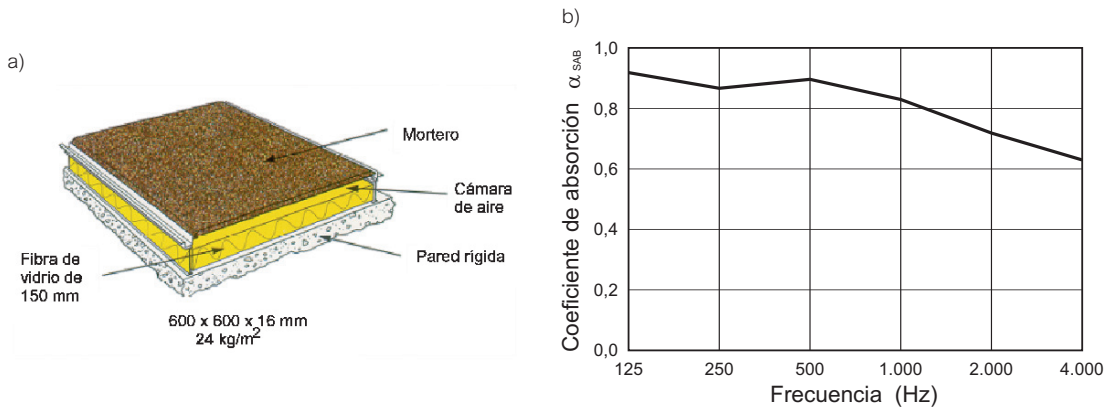 a)
Mortero
Cámara
de aire
Pared rígida
Fibra de
vidrio de
150 mm
600 x 600 x 16 mm
24 kg/m²
b)
Coeficiente de absorción α SAB
1,0
0,8
0,6
0,4
0,2
0,0
125 250 500 1.000 2.000 4.000
Frecuencia (Hz)